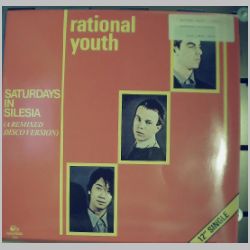 rational
youth
SATURDAYS
IN
SILESIA
(A REMIXED
DISCO VERSION)
12" SINGLE